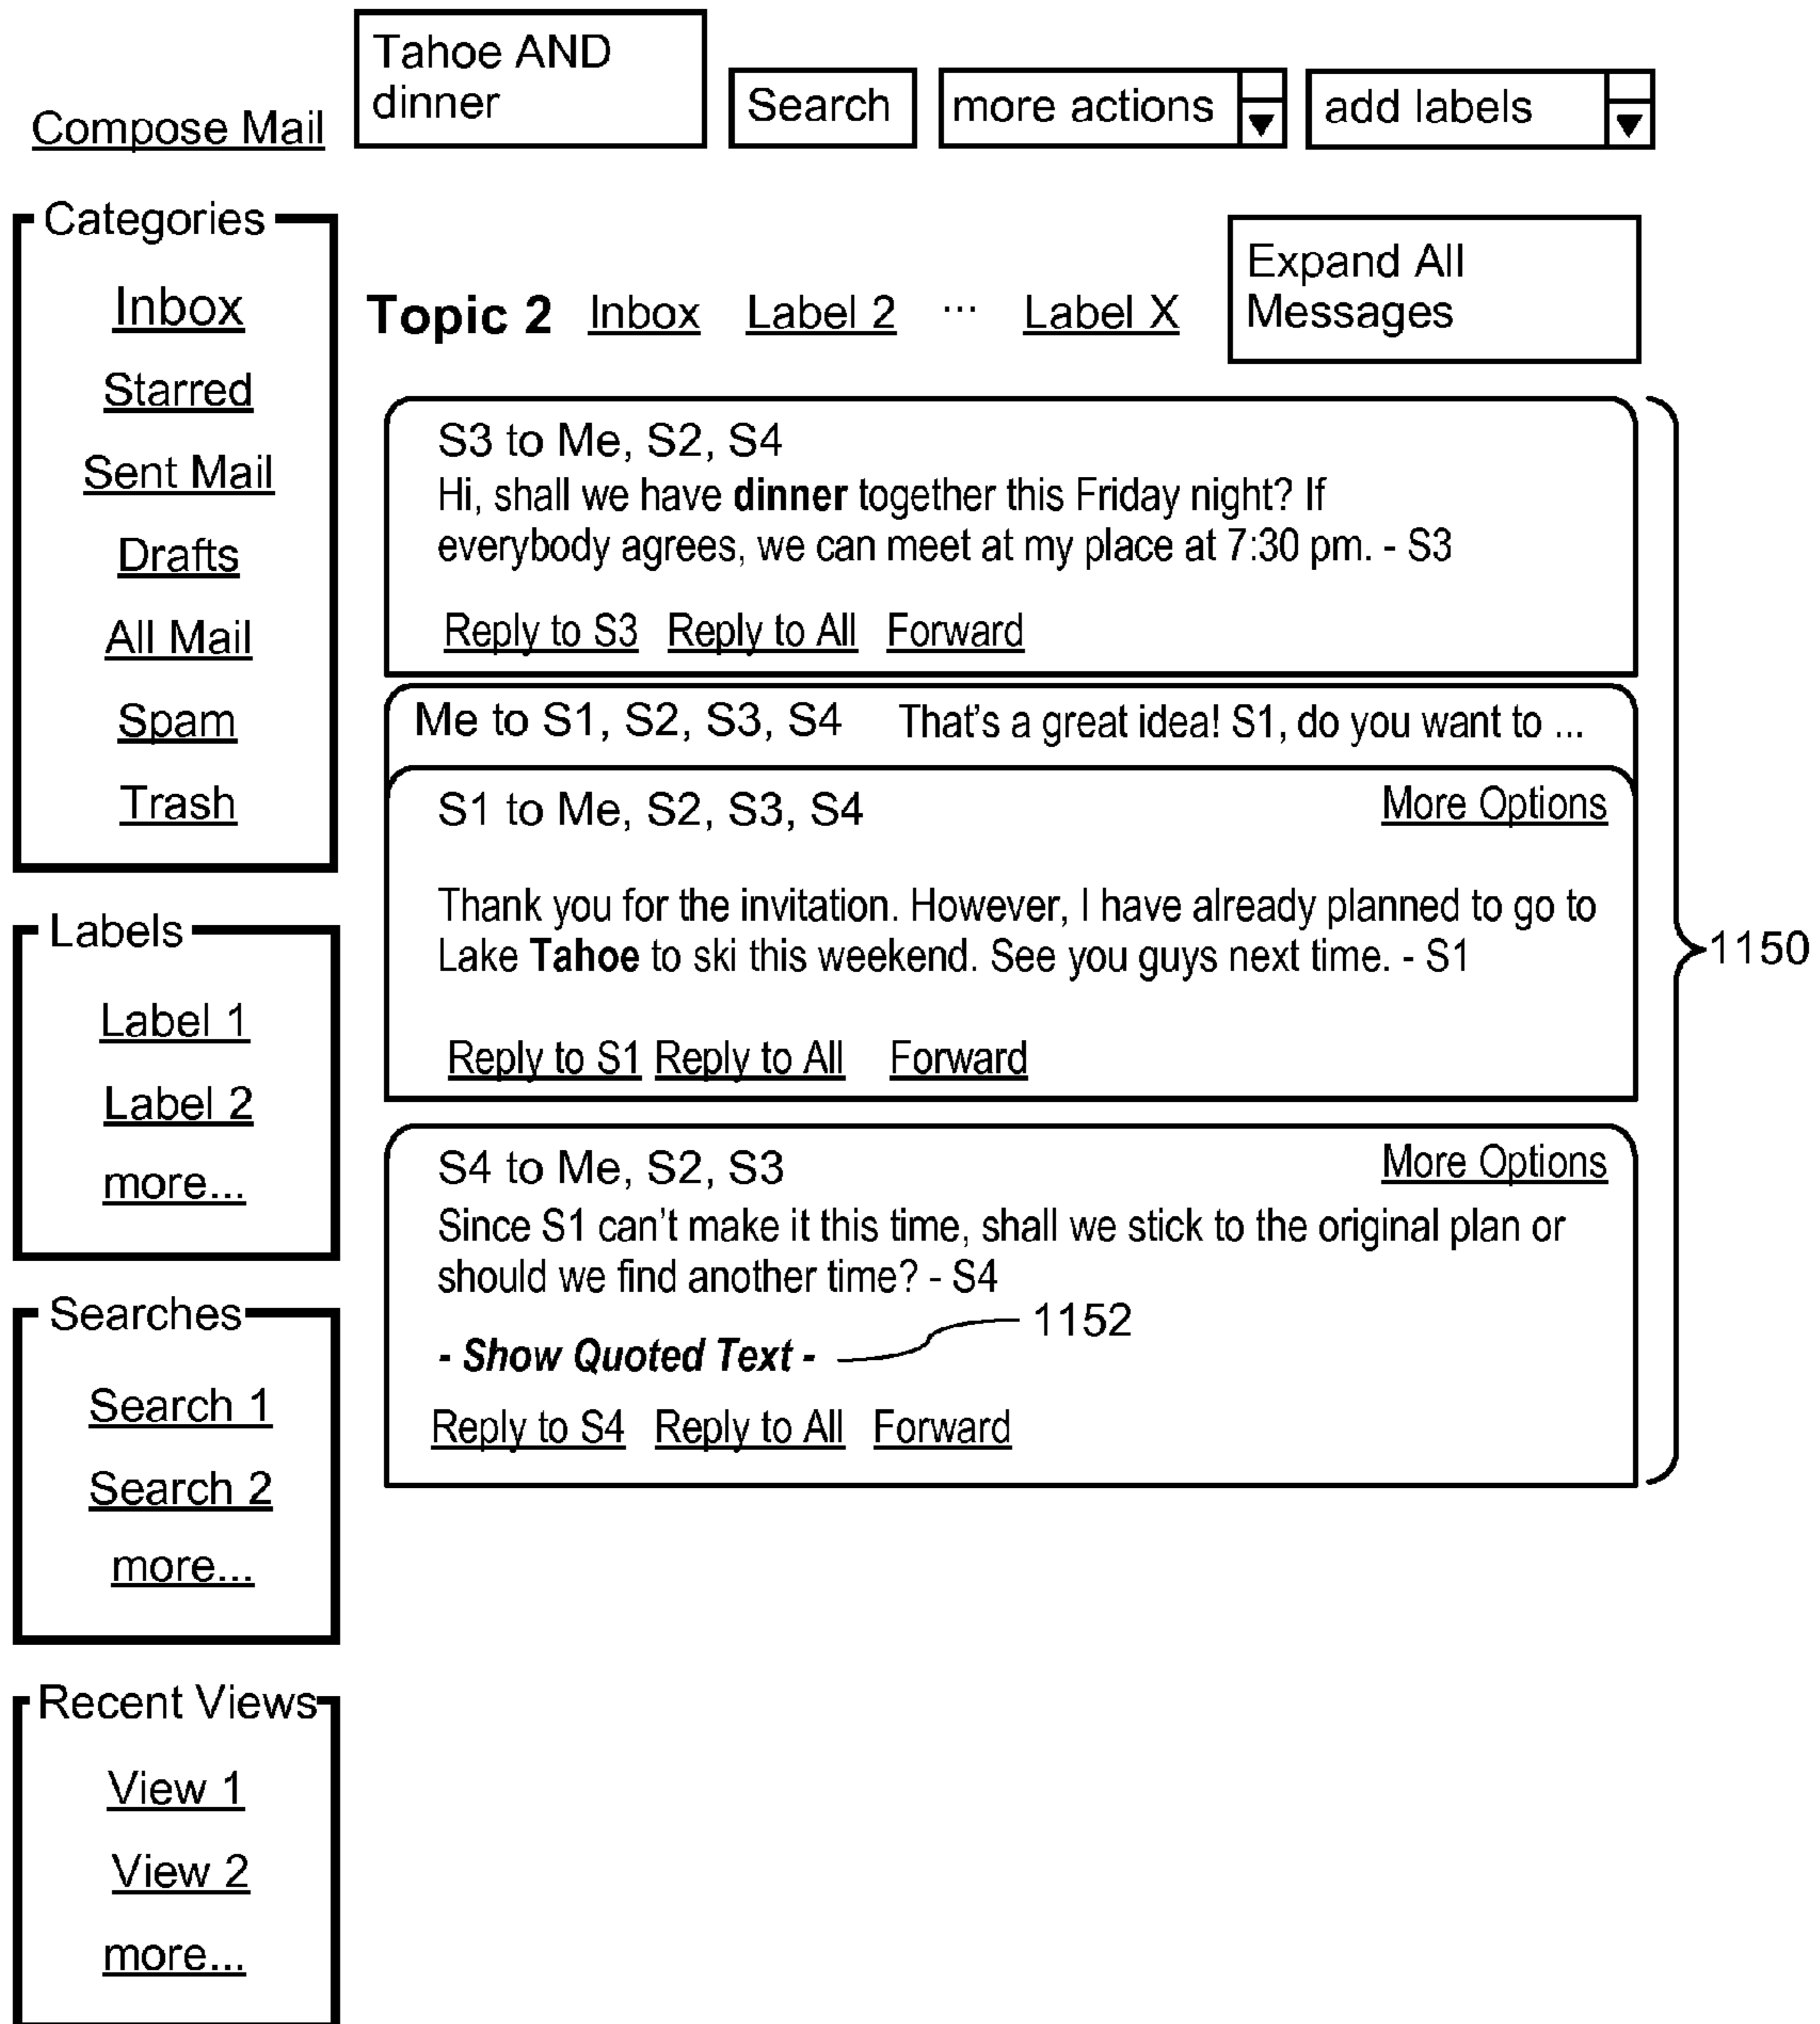 Compose Mail
Tahoe AND
dinner
Search
more actions
add labels
Categories
Inbox
Starred
Sent Mail
Drafts
All Mail
Spam
Trash
Labels
Label 1
Label 2
more...
Searches
Search 1
Search 2
more...
Recent Views
View 1
View 2
more...
Topic 2 Inbox Label 2 ... Label X
Expand All
Messages
S3 to Me, S2, S4
Hi, shall we have dinner together this Friday night? If
everybody agrees, we can meet at my place at 7:30 pm. - S3
Reply to S3 Reply to All Forward
Me to S1, S2, S3, S4 That's a great idea! S1, do you want to ...
S1 to Me, S2, S3, S4 More Options
Thank you for the invitation. However, I have already planned to go to
Lake Tahoe to ski this weekend. See you guys next time. - S1
Reply to S1 Reply to All Forward
S4 to Me, S2, S3 More Options
Since S1 can't make it this time, shall we stick to the original plan or
should we find another time? - S4
- Show Quoted Text -
1152
Reply to S4 Reply to All Forward
1150